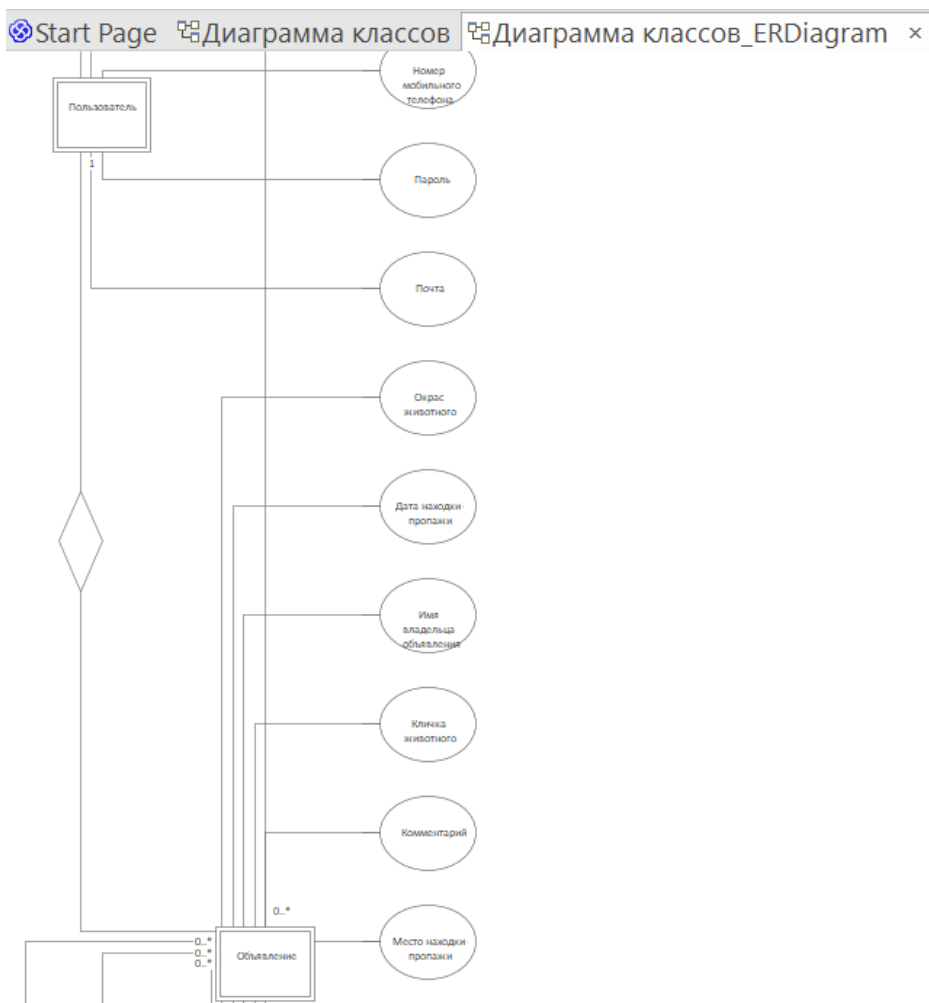 Start Page Диаграмма классов Диаграмма классов_ERDiagram ×
Номер
мобильного
телефона
Пользователь
1
Пароль
Почта
Окрас
животного
Дата находки-
пропажи
Имя
владельца
объявления
Кличка
животного
Комментарий
0..*
Место находки-
пропажи
0..*
0..*
0..*
Объявление